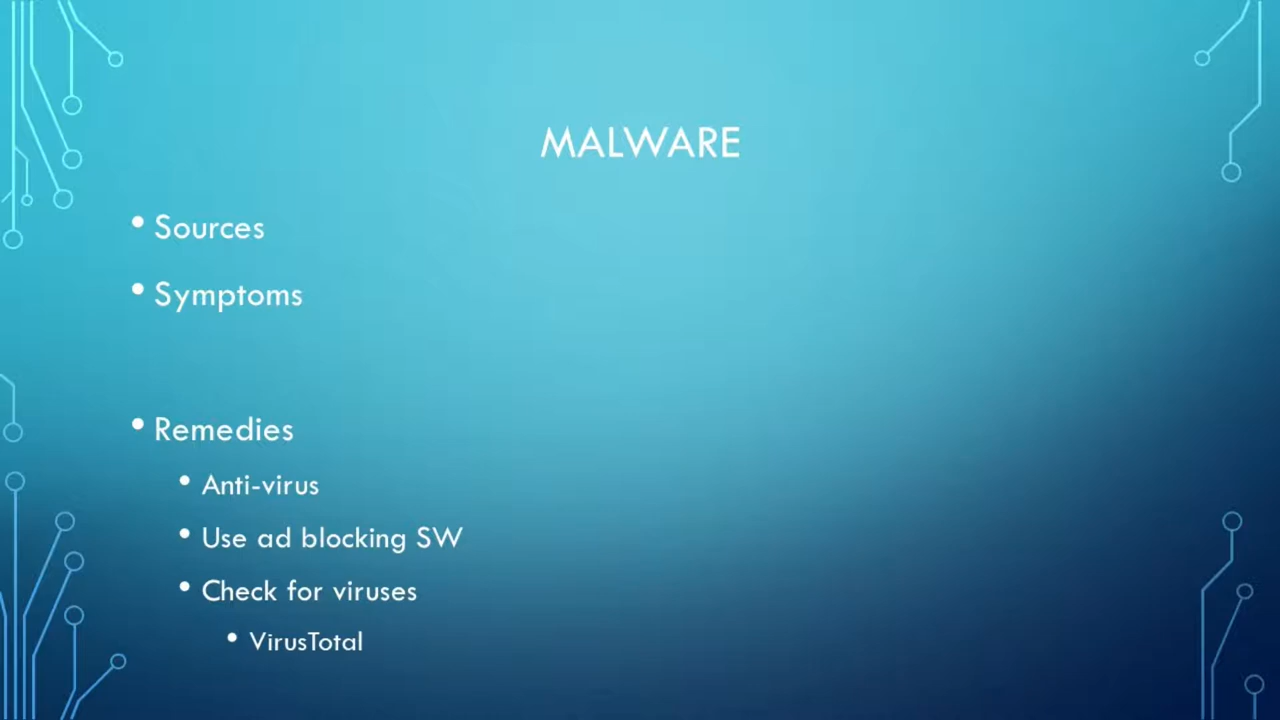 MALWARE
• Sources
• Symptoms
• Remedies
• Anti-virus
• Use ad blocking SW
• Check for viruses
• VirusTotal